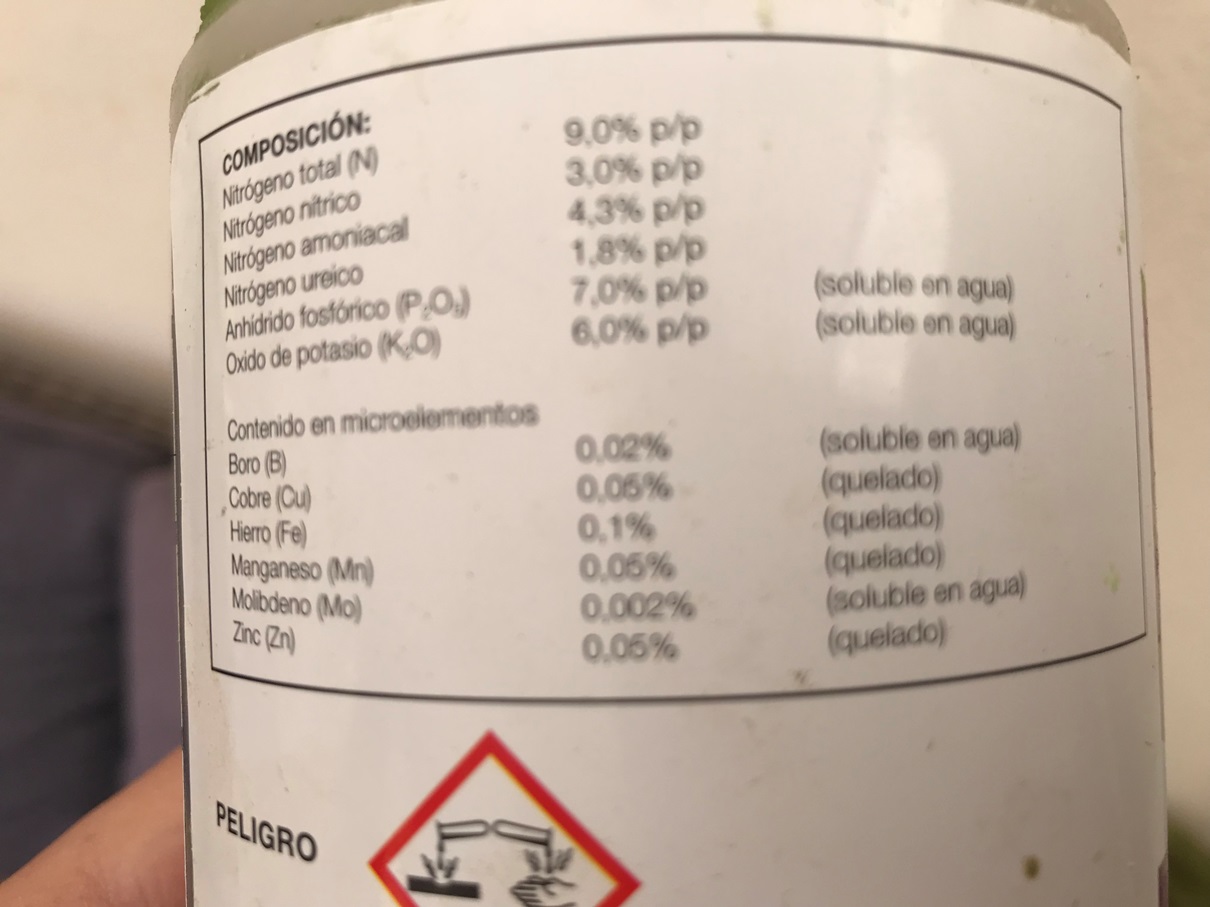 COMPOSICIÓN:
Nitrógeno total (N) 9,0% p/p
Nitrógeno nítrico 3,0% p/p
Nitrógeno amoniacal 4,3% p/p
Nitrógeno ureico 1,8% p/p
Anhídrido fosfórico (P₂O₅) 7,0% p/p (soluble en agua)
Oxido de potasio (K₂O) 6,0% p/p (soluble en agua)
Contenido en microelementos
Boro (B) 0,02% (soluble en agua)
Cobre (Cu) 0,05% (quelado)
Hierro (Fe) 0,1% (quelado)
Manganeso (Mn) 0,05% (quelado)
Molibdeno (Mo) 0,002% (soluble en agua)
Zinc (Zn) 0,05% (quelado)
PELIGRO